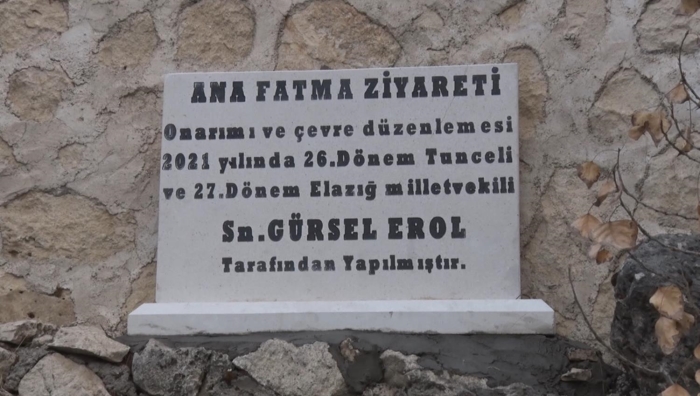 ANA FATMA ZİYARETİ
Onarımı ve çevre düzenlemesi
2021 yılında 26.Dönem Tunceli
ve 27.Dönem Elazığ milletvekili
Sn.GÜRSEL EROL
Tarafından Yapılmıştır.